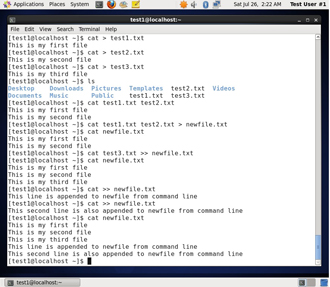 Applications Places System Sat Jul 26, 2:22 AM Test User #1
test1@localhost:~
File Edit View Search Terminal Help
[test1@localhost ~]$ cat > test1.txt
This is my first file
[test1@localhost ~]$ cat > test2.txt
This is my second file
[test1@localhost ~]$ cat > test3.txt
This is my third file
[test1@localhost ~]$ ls
Desktop Downloads Pictures Templates test2.txt Videos
Documents Music Public test1.txt test3.txt
[test1@localhost ~]$ cat test1.txt test2.txt
This is my first file
This is my second file
[test1@localhost ~]$ cat test1.txt test2.txt > newfile.txt
[test1@localhost ~]$ cat newfile.txt
This is my first file
This is my second file
[test1@localhost ~]$ cat test3.txt >> newfile.txt
[test1@localhost ~]$ cat newfile.txt
This is my first file
This is my second file
This is my third file
[test1@localhost ~]$ cat >> newfile.txt
This line is appended to newfile from command line
[test1@localhost ~]$ cat >> newfile.txt
This second line is also appended to newfile from command line
[test1@localhost ~]$ cat newfile.txt
This is my first file
This is my second file
This is my third file
This line is appended to newfile from command line
This second line is also appended to newfile from command line
[test1@localhost ~]$
test1@localhost:~